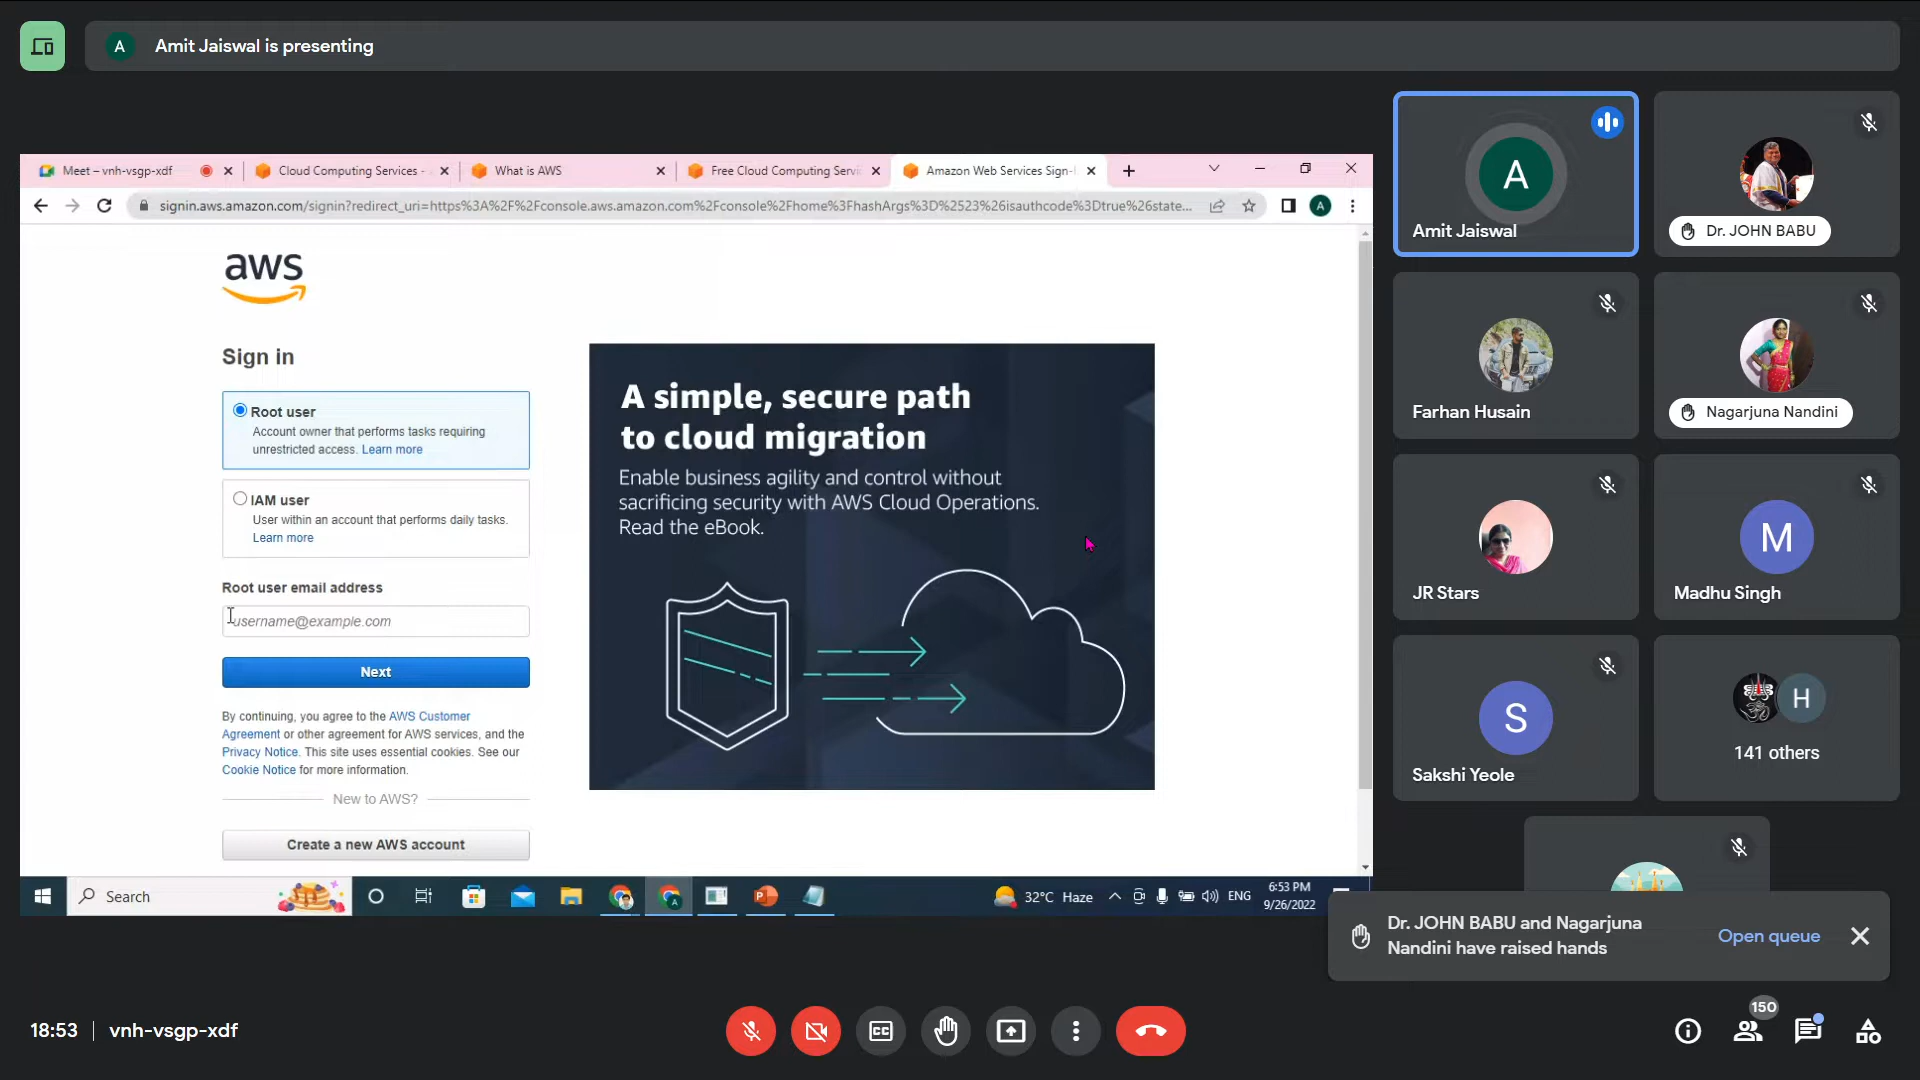 A Amit Jaiswal is presenting
Meet – vnh-vsgp-xdf
Cloud Computing Services -
What is AWS
Free Cloud Computing Servi
Amazon Web Services Sign-
signin.aws.amazon.com/signin?redirect_uri=https%3A%2F%2Fconsole.aws.amazon.com%2Fconsole%2Fhome%3FhashArgs%3D%2523%26isauthcode%3Dtrue%26state...
A
aws
Sign in
Root user
Account owner that performs tasks requiring
unrestricted access. Learn more
IAM user
User within an account that performs daily tasks.
Learn more
Root user email address
username@example.com
Next
By continuing, you agree to the AWS Customer
Agreement or other agreement for AWS services, and the
Privacy Notice. This site uses essential cookies. See our
Cookie Notice for more information.
New to AWS?
Create a new AWS account
A simple, secure path
to cloud migration
Enable business agility and control without
sacrificing security with AWS Cloud Operations.
Read the eBook.
Search
32°C Haze
ENG
6:53 PM
9/26/2022
A
Amit Jaiswal
Dr. JOHN BABU
Farhan Husain
Nagarjuna Nandini
JR Stars
M
Madhu Singh
S
Sakshi Yeole
H
141 others
Dr. JOHN BABU and Nagarjuna
Nandini have raised hands
Open queue
18:53 | vnh-vsgp-xdf
CC
150